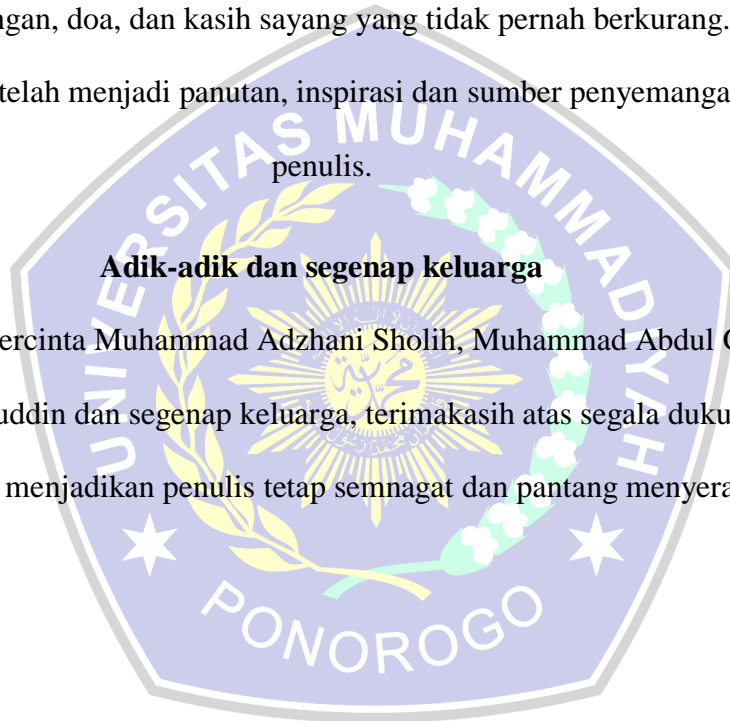 ngan, doa, dan kasih sayang yang tidak pernah berkurang.
telah menjadi panutan, inspirasi dan sumber penyemanga
penulis.
Adik-adik dan segenap keluarga
ercinta Muhammad Adzhani Sholih, Muhammad Abdul
uddin dan segenap keluarga, terimakasih atas segala duku
menjadikan penulis tetap semnagat dan pantang menyera
UNIVERSITAS MUHAMMADIYAH
PONOROGO